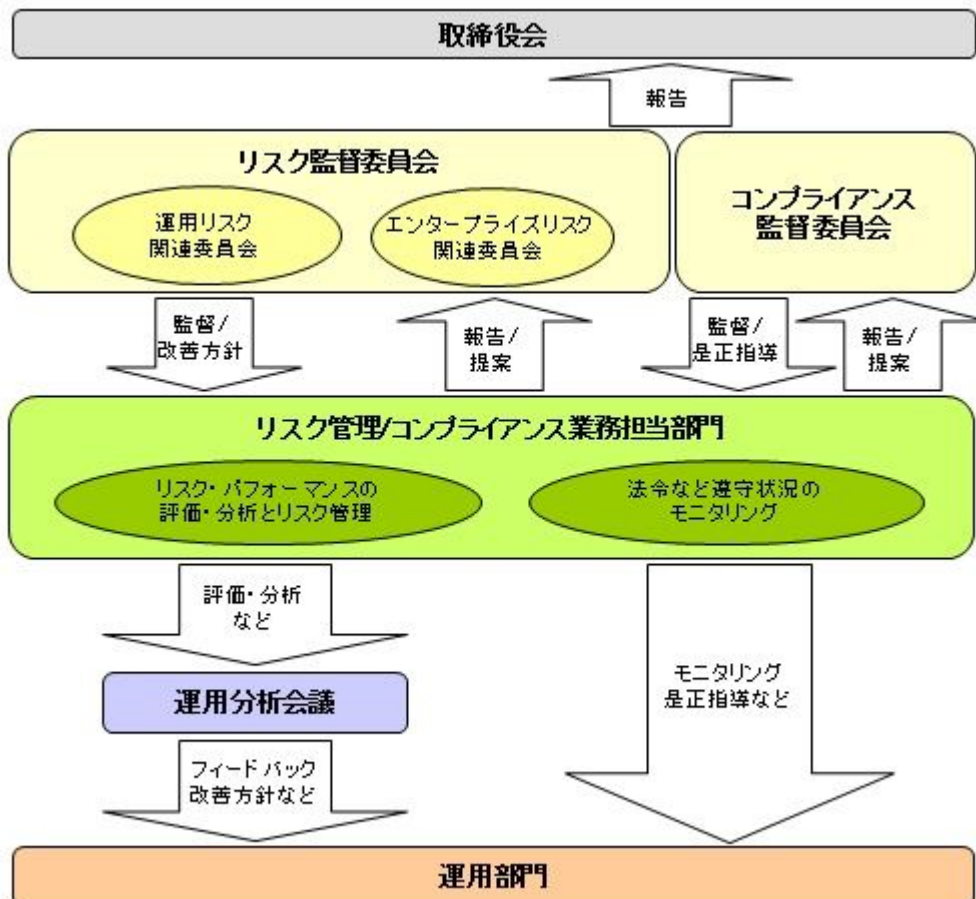 取締役会
報告
リスク監督委員会
運用リスク
関連委員会
エンタープライズリスク
関連委員会
コンプライアンス
監督委員会
監督/
改善方針
報告/
提案
監督/
是正指導
報告/
提案
リスク管理/コンプライアンス業務担当部門
リスク・パフォーマンスの
評価・分析とリスク管理
法令など遵守状況の
モニタリング
評価・分析
など
運用分析会議
モニタリング
是正指導など
フィードバック
改善方針など
運用部門